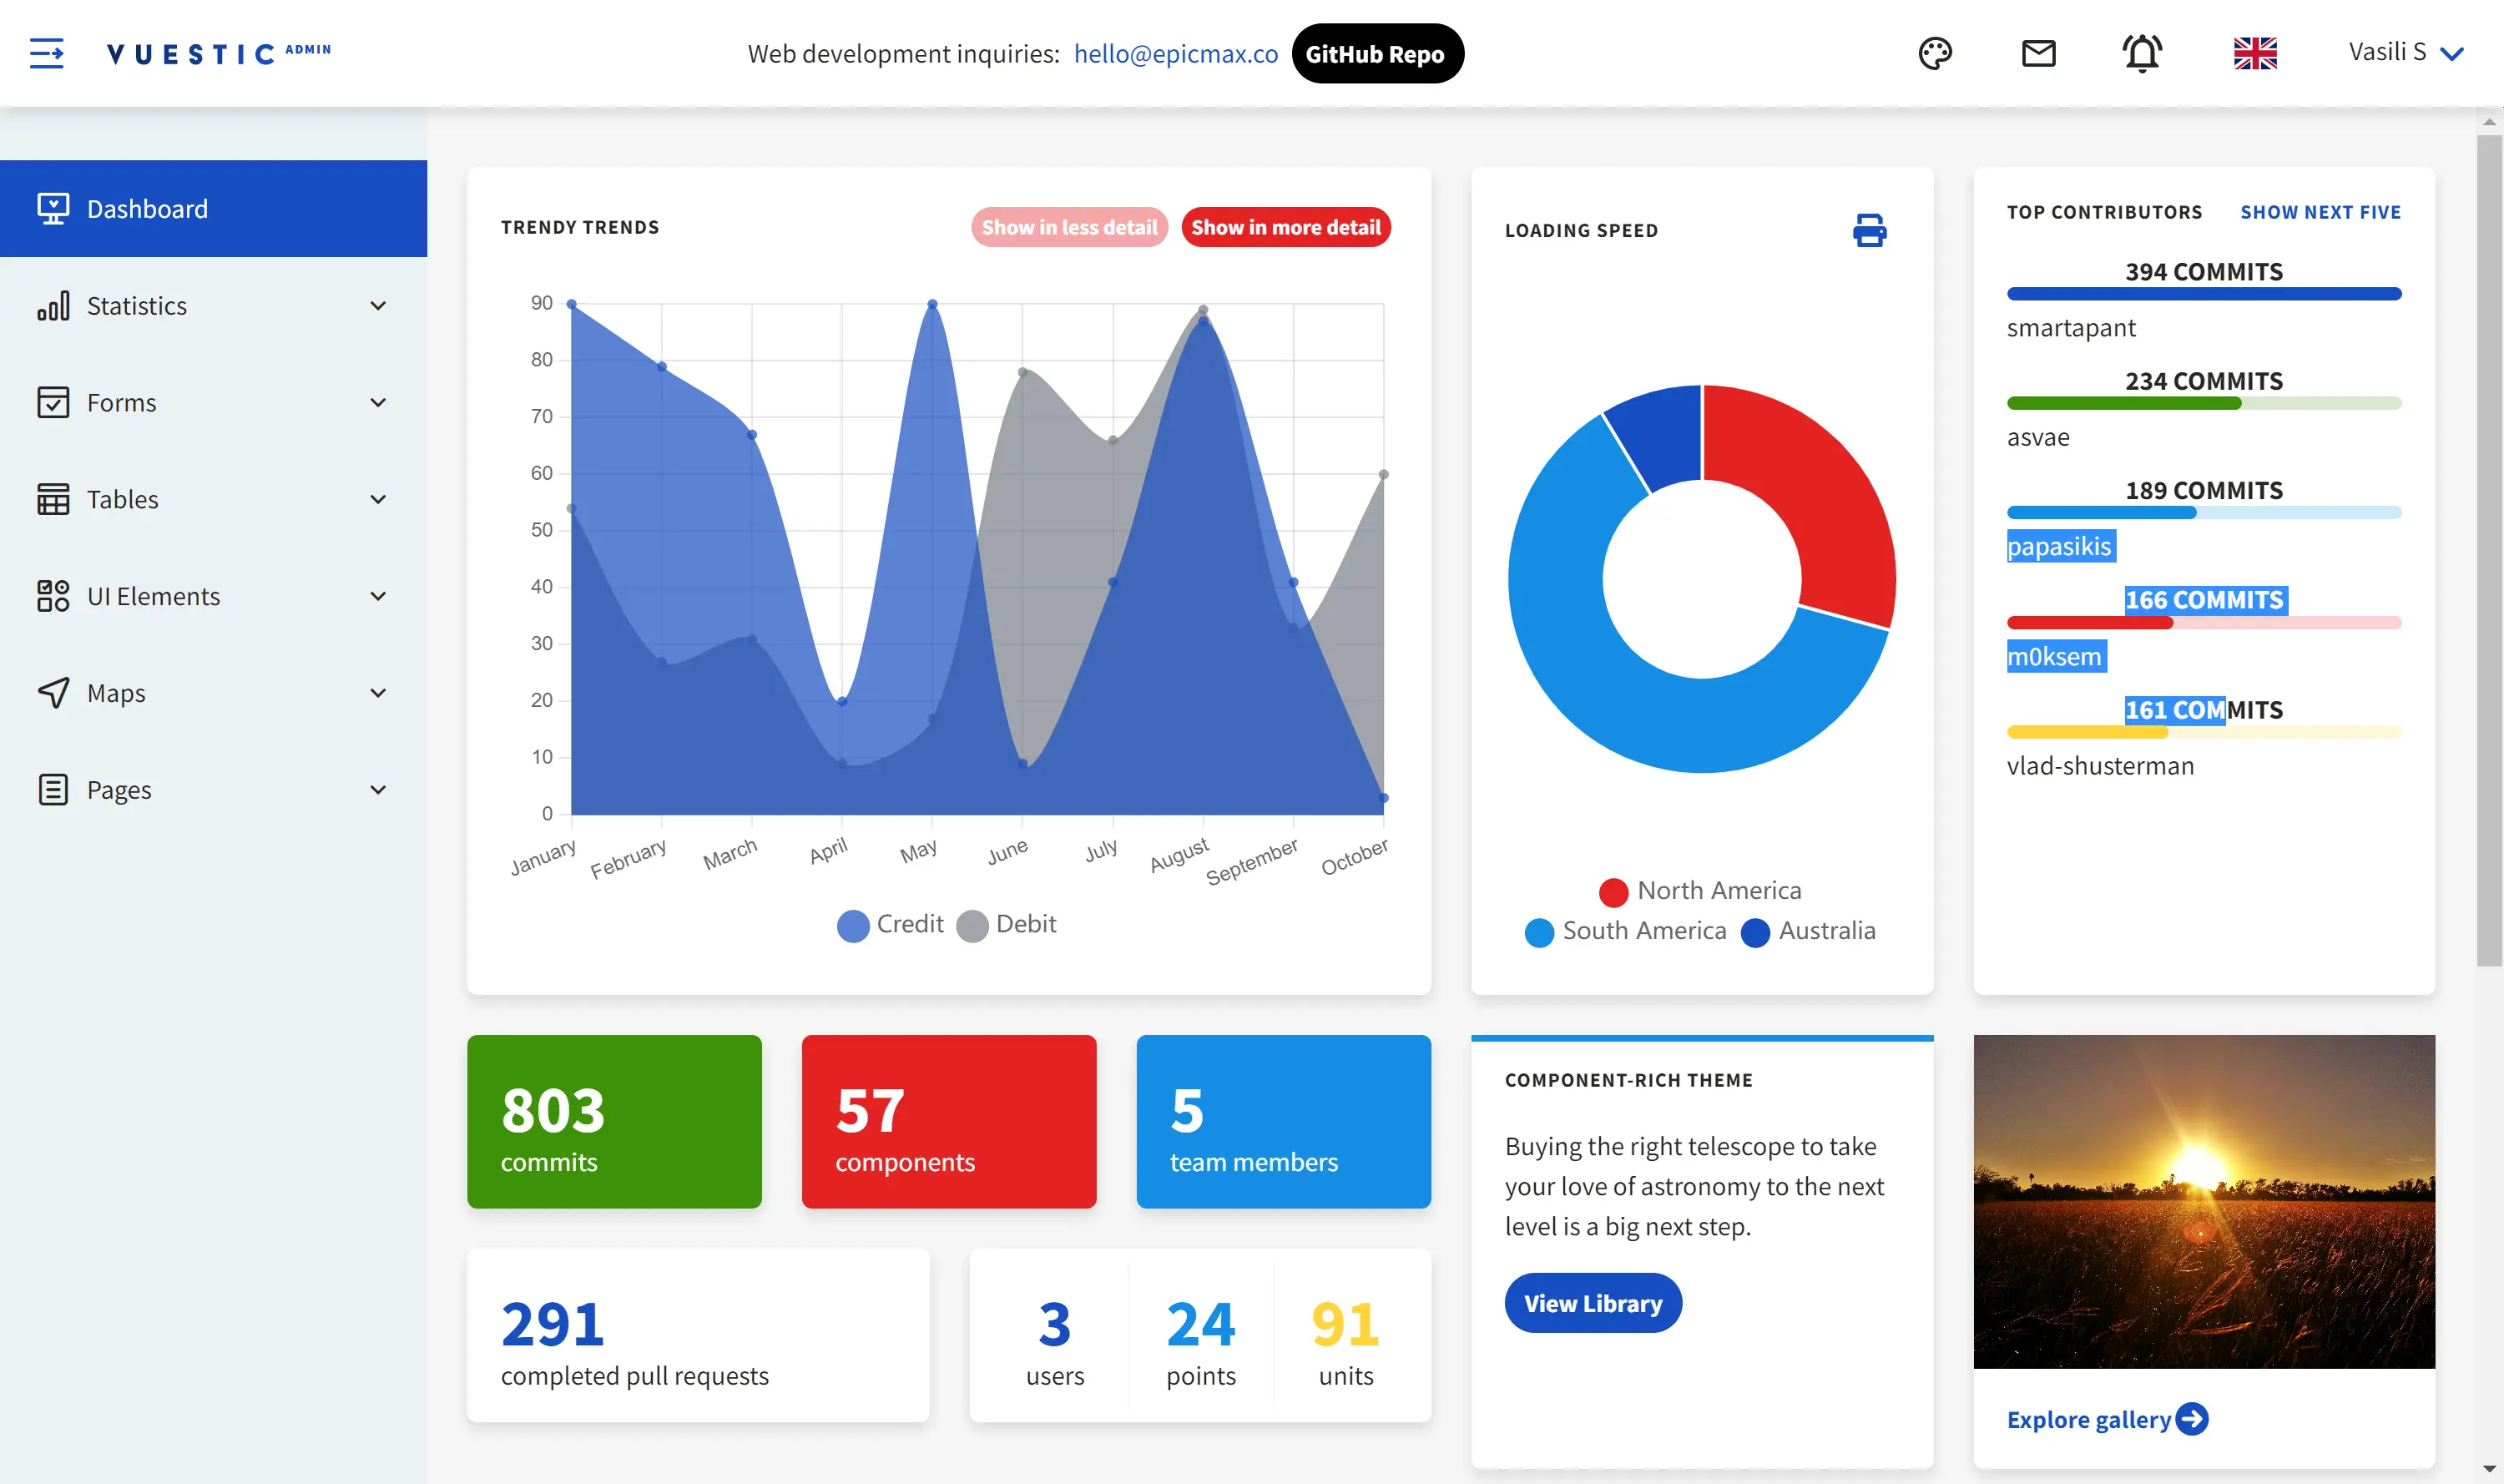 VUESTIC ADMIN
Web development inquiries: hello@epicmax.co GitHub Repo
Vasili S
Dashboard
Statistics
Forms
Tables
UI Elements
Maps
Pages
TRENDY TRENDS
Show in less detail
Show in more detail
90
80
70
60
50
40
30
20
10
0
January
February
March
April
May
June
July
August
September
October
Credit
Debit
LOADING SPEED
North America
South America
Australia
TOP CONTRIBUTORS
SHOW NEXT FIVE
394 COMMITS
smartapant
234 COMMITS
asvae
189 COMMITS
papasikis
166 COMMITS
m0ksem
161 COMMITS
vlad-shusterman
803
commits
57
components
5
team members
291
completed pull requests
3
users
24
points
91
units
COMPONENT-RICH THEME
Buying the right telescope to take
your love of astronomy to the next
level is a big next step.
View Library
Explore gallery